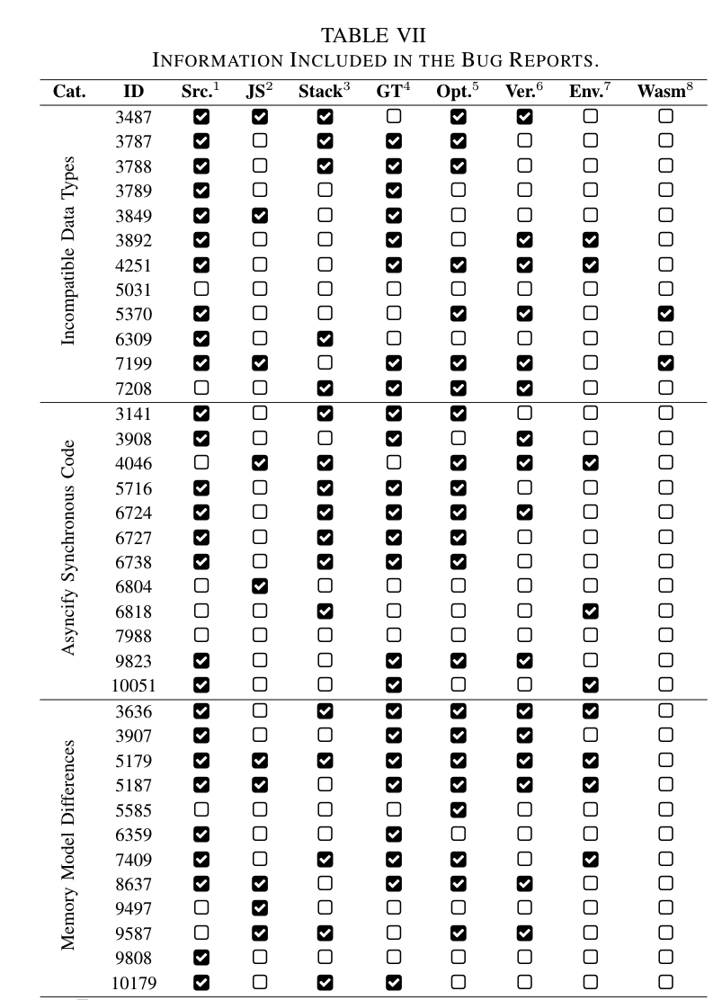 TABLE VII
INFORMATION INCLUDED IN THE BUG REPORTS.
Cat. ID Src.¹ JS² Stack³ GT⁴ Opt.⁵ Ver.⁶ Env.⁷ Wasm⁸
Incompatible Data Types
3487 ☑ ☑ ☑ ☐ ☑ ☑ ☐ ☐
3787 ☑ ☐ ☑ ☑ ☑ ☐ ☐ ☐
3788 ☑ ☐ ☑ ☑ ☑ ☐ ☐ ☐
3789 ☑ ☐ ☐ ☑ ☐ ☐ ☐ ☐
3849 ☑ ☑ ☐ ☑ ☐ ☐ ☐ ☐
3892 ☑ ☐ ☐ ☑ ☐ ☑ ☑ ☐
4251 ☑ ☐ ☐ ☑ ☑ ☑ ☑ ☐
5031 ☐ ☐ ☐ ☐ ☐ ☐ ☐ ☐
5370 ☑ ☐ ☐ ☐ ☑ ☑ ☐ ☑
6309 ☑ ☐ ☑ ☐ ☐ ☐ ☐ ☐
7199 ☑ ☑ ☐ ☑ ☑ ☑ ☐ ☑
7208 ☐ ☐ ☑ ☑ ☑ ☑ ☐ ☐
Asyncify Synchronous Code
3141 ☑ ☐ ☑ ☑ ☑ ☐ ☐ ☐
3908 ☑ ☐ ☐ ☑ ☐ ☑ ☐ ☐
4046 ☐ ☑ ☑ ☐ ☑ ☑ ☑ ☐
5716 ☑ ☐ ☑ ☑ ☑ ☐ ☐ ☐
6724 ☑ ☐ ☑ ☑ ☑ ☑ ☐ ☐
6727 ☑ ☐ ☑ ☑ ☑ ☐ ☐ ☐
6738 ☑ ☐ ☑ ☑ ☑ ☐ ☐ ☐
6804 ☐ ☑ ☐ ☐ ☐ ☐ ☐ ☐
6818 ☐ ☐ ☑ ☐ ☐ ☐ ☑ ☐
7988 ☐ ☐ ☐ ☐ ☐ ☐ ☐ ☐
9823 ☑ ☐ ☐ ☑ ☑ ☑ ☐ ☐
10051 ☑ ☐ ☐ ☑ ☐ ☐ ☑ ☐
Memory Model Differences
3636 ☑ ☐ ☑ ☑ ☑ ☑ ☑ ☐
3907 ☑ ☐ ☐ ☑ ☑ ☑ ☐ ☐
5179 ☑ ☑ ☑ ☑ ☑ ☑ ☑ ☐
5187 ☑ ☑ ☐ ☑ ☑ ☑ ☑ ☐
5585 ☐ ☐ ☐ ☐ ☑ ☐ ☐ ☐
6359 ☑ ☐ ☐ ☑ ☐ ☐ ☐ ☐
7409 ☑ ☐ ☑ ☑ ☑ ☐ ☑ ☐
8637 ☑ ☑ ☐ ☑ ☑ ☑ ☐ ☐
9497 ☐ ☑ ☐ ☐ ☐ ☐ ☐ ☐
9587 ☐ ☑ ☑ ☐ ☑ ☑ ☐ ☐
9808 ☑ ☐ ☐ ☐ ☐ ☐ ☐ ☐
10179 ☑ ☐ ☑ ☑ ☐ ☐ ☐ ☐